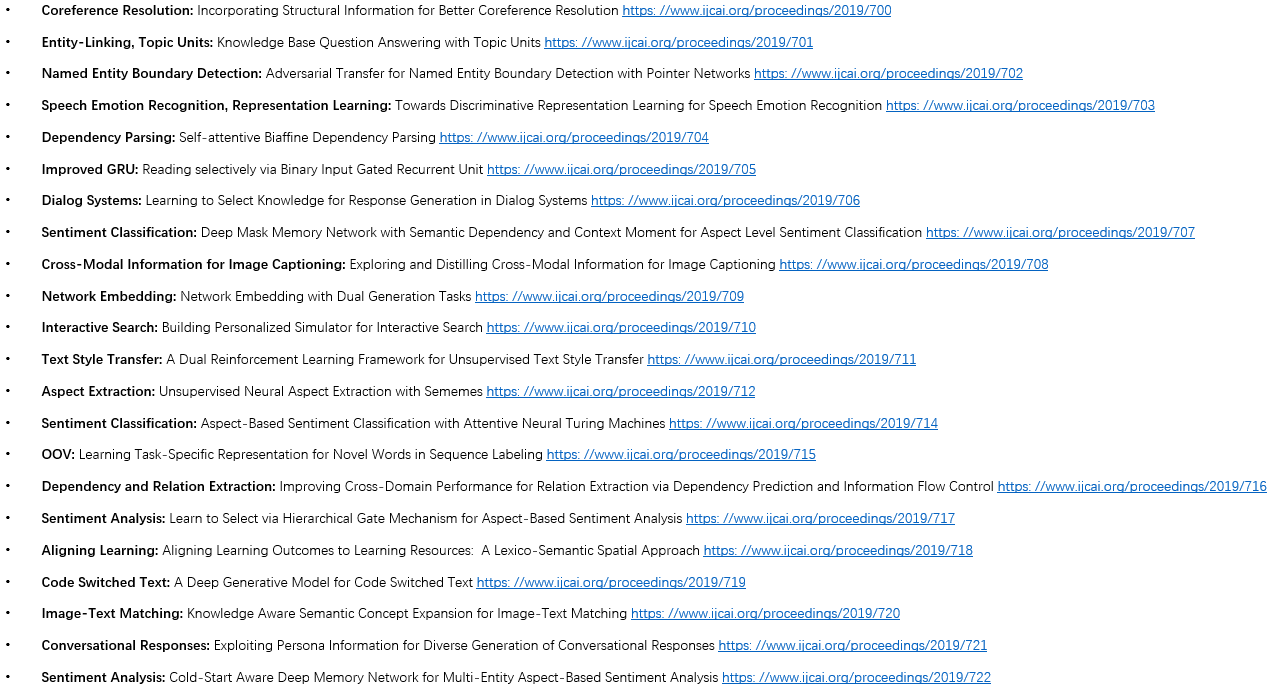 • Coreference Resolution: Incorporating Structural Information for Better Coreference Resolution https: //www.ijcai.org/proceedings/2019/700
• Entity-Linking, Topic Units: Knowledge Base Question Answering with Topic Units https: //www.ijcai.org/proceedings/2019/701
• Named Entity Boundary Detection: Adversarial Transfer for Named Entity Boundary Detection with Pointer Networks https: //www.ijcai.org/proceedings/2019/702
• Speech Emotion Recognition, Representation Learning: Towards Discriminative Representation Learning for Speech Emotion Recognition https: //www.ijcai.org/proceedings/2019/703
• Dependency Parsing: Self-attentive Biaffine Dependency Parsing https: //www.ijcai.org/proceedings/2019/704
• Improved GRU: Reading selectively via Binary Input Gated Recurrent Unit https: //www.ijcai.org/proceedings/2019/705
• Dialog Systems: Learning to Select Knowledge for Response Generation in Dialog Systems https: //www.ijcai.org/proceedings/2019/706
• Sentiment Classification: Deep Mask Memory Network with Semantic Dependency and Context Moment for Aspect Level Sentiment Classification https: //www.ijcai.org/proceedings/2019/707
• Cross-Modal Information for Image Captioning: Exploring and Distilling Cross-Modal Information for Image Captioning https: //www.ijcai.org/proceedings/2019/708
• Network Embedding: Network Embedding with Dual Generation Tasks https: //www.ijcai.org/proceedings/2019/709
• Interactive Search: Building Personalized Simulator for Interactive Search https: //www.ijcai.org/proceedings/2019/710
• Text Style Transfer: A Dual Reinforcement Learning Framework for Unsupervised Text Style Transfer https: //www.ijcai.org/proceedings/2019/711
• Aspect Extraction: Unsupervised Neural Aspect Extraction with Sememes https: //www.ijcai.org/proceedings/2019/712
• Sentiment Classification: Aspect-Based Sentiment Classification with Attentive Neural Turing Machines https: //www.ijcai.org/proceedings/2019/714
• OOV: Learning Task-Specific Representation for Novel Words in Sequence Labeling https: //www.ijcai.org/proceedings/2019/715
• Dependency and Relation Extraction: Improving Cross-Domain Performance for Relation Extraction via Dependency Prediction and Information Flow Control https: //www.ijcai.org/proceedings/2019/716
• Sentiment Analysis: Learn to Select via Hierarchical Gate Mechanism for Aspect-Based Sentiment Analysis https: //www.ijcai.org/proceedings/2019/717
• Aligning Learning: Aligning Learning Outcomes to Learning Resources:  A Lexico-Semantic Spatial Approach https: //www.ijcai.org/proceedings/2019/718
• Code Switched Text: A Deep Generative Model for Code Switched Text https: //www.ijcai.org/proceedings/2019/719
• Image-Text Matching: Knowledge Aware Semantic Concept Expansion for Image-Text Matching https: //www.ijcai.org/proceedings/2019/720
• Conversational Responses: Exploiting Persona Information for Diverse Generation of Conversational Responses https: //www.ijcai.org/proceedings/2019/721
• Sentiment Analysis: Cold-Start Aware Deep Memory Network for Multi-Entity Aspect-Based Sentiment Analysis https: //www.ijcai.org/proceedings/2019/722